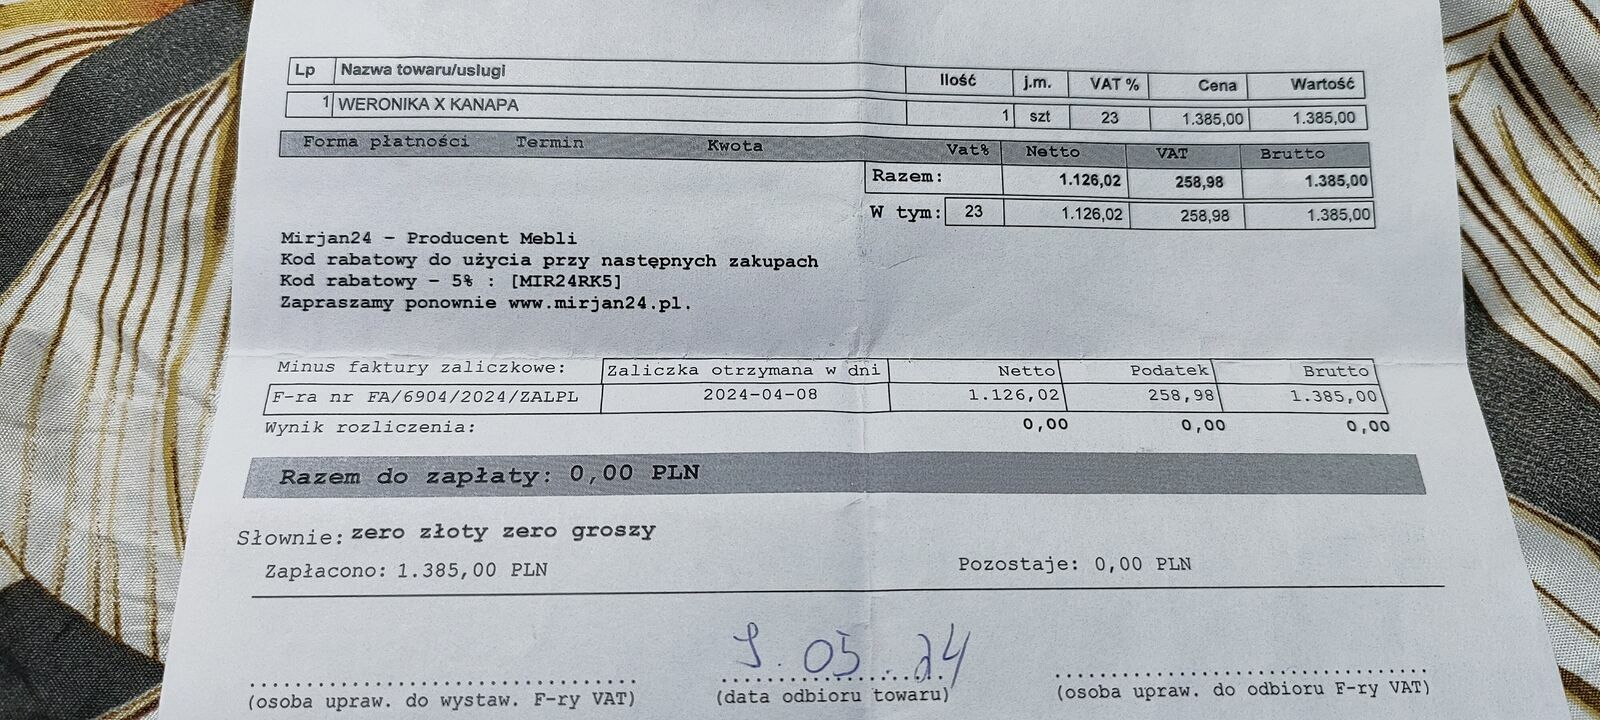 Lp Nazwa towaru/usługi Ilość j.m. VAT % Cena Wartość
1 WERONIKA X KANAPA 1 szt 23 1.385,00 1.385,00
Forma płatności Termin Kwota Vat% Netto VAT Brutto
Razem: 1.126,02 258,98 1.385,00
W tym: 23 1.126,02 258,98 1.385,00
Mirjan24 - Producent Mebli
Kod rabatowy do użycia przy następnych zakupach
Kod rabatowy - 5% : [MIR24RK5]
Zapraszamy ponownie www.mirjan24.pl.
Minus faktury zaliczkowe: Zaliczka otrzymana w dni Netto Podatek Brutto
F-ra nr FA/6904/2024/ZALPL 2024-04-08 1.126,02 258,98 1.385,00
Wynik rozliczenia: 0,00 0,00 0,00
Razem do zapłaty: 0,00 PLN
Słownie: zero złoty zero groszy
Zapłacono: 1.385,00 PLN Pozostaje: 0,00 PLN
05.24
(osoba upraw. do wystaw. F-ry VAT) (data odbioru towaru) (osoba upraw. do odbioru F-ry VAT)